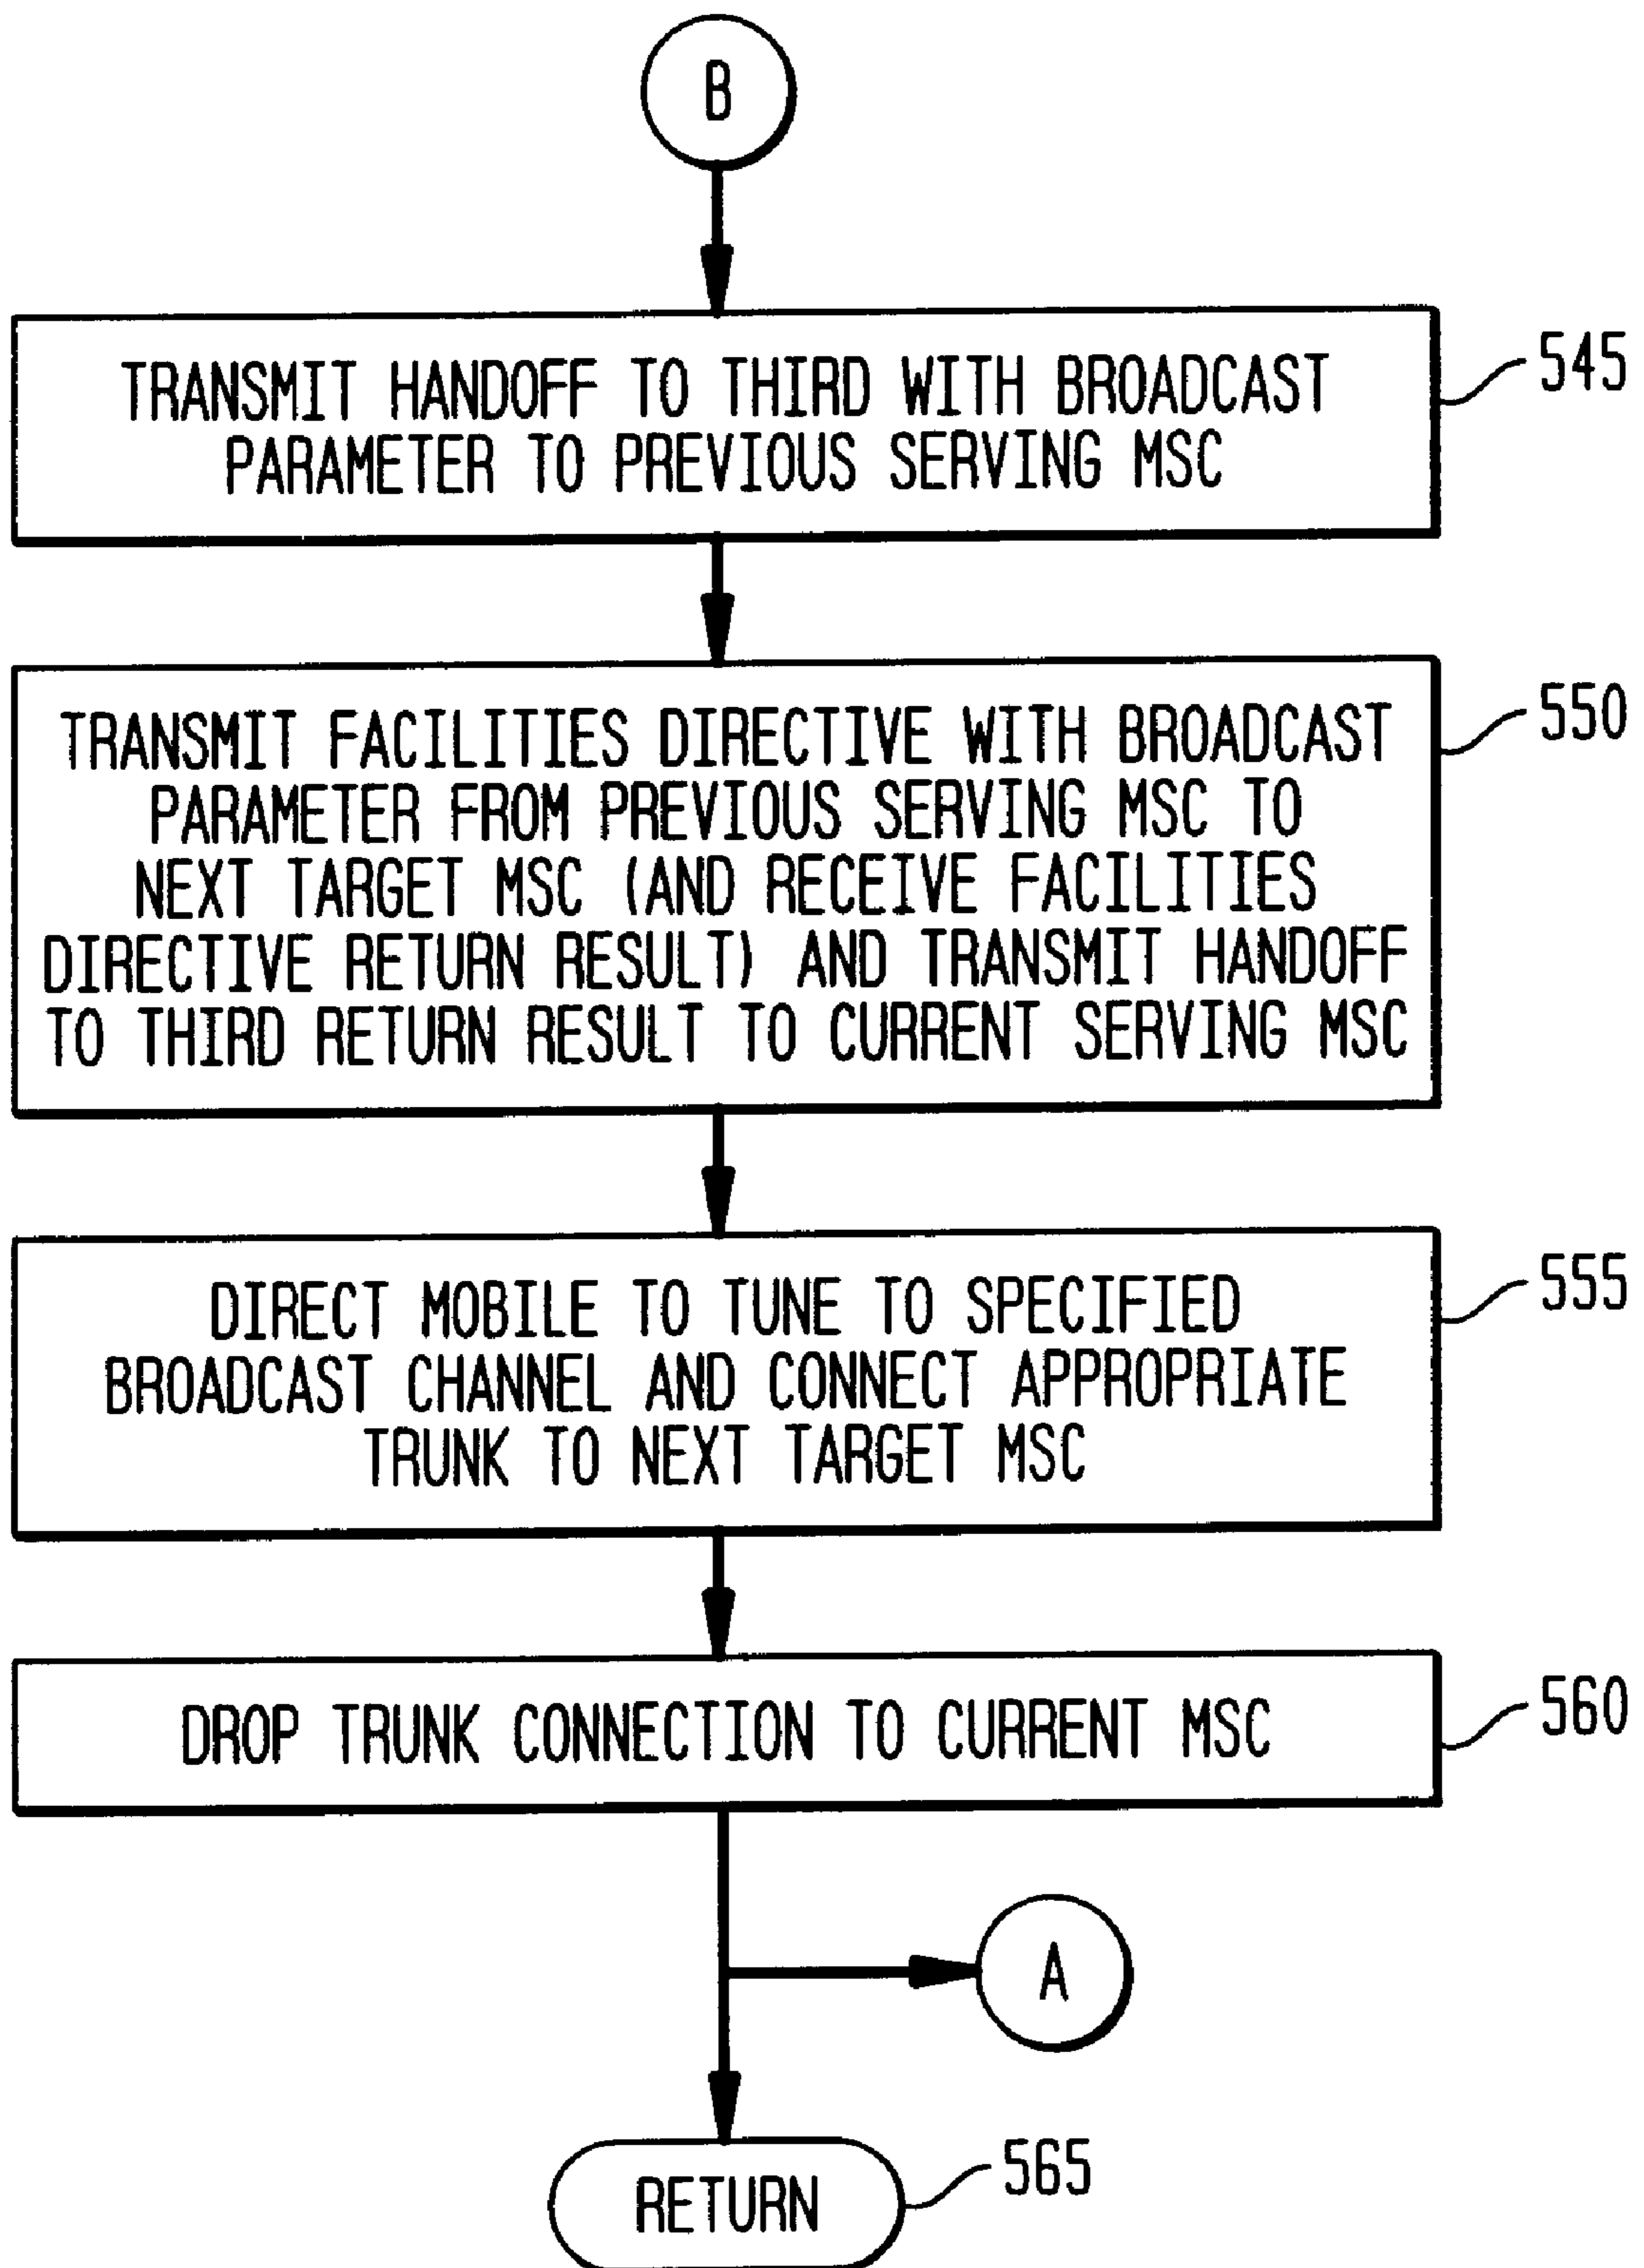 B
TRANSMIT HANDOFF TO THIRD WITH BROADCAST
PARAMETER TO PREVIOUS SERVING MSC
545
TRANSMIT FACILITIES DIRECTIVE WITH BROADCAST
PARAMETER FROM PREVIOUS SERVING MSC TO
NEXT TARGET MSC (AND RECEIVE FACILITIES
DIRECTIVE RETURN RESULT) AND TRANSMIT HANDOFF
TO THIRD RETURN RESULT TO CURRENT SERVING MSC
550
DIRECT MOBILE TO TUNE TO SPECIFIED
BROADCAST CHANNEL AND CONNECT APPROPRIATE
TRUNK TO NEXT TARGET MSC
555
DROP TRUNK CONNECTION TO CURRENT MSC
560
A
RETURN
565